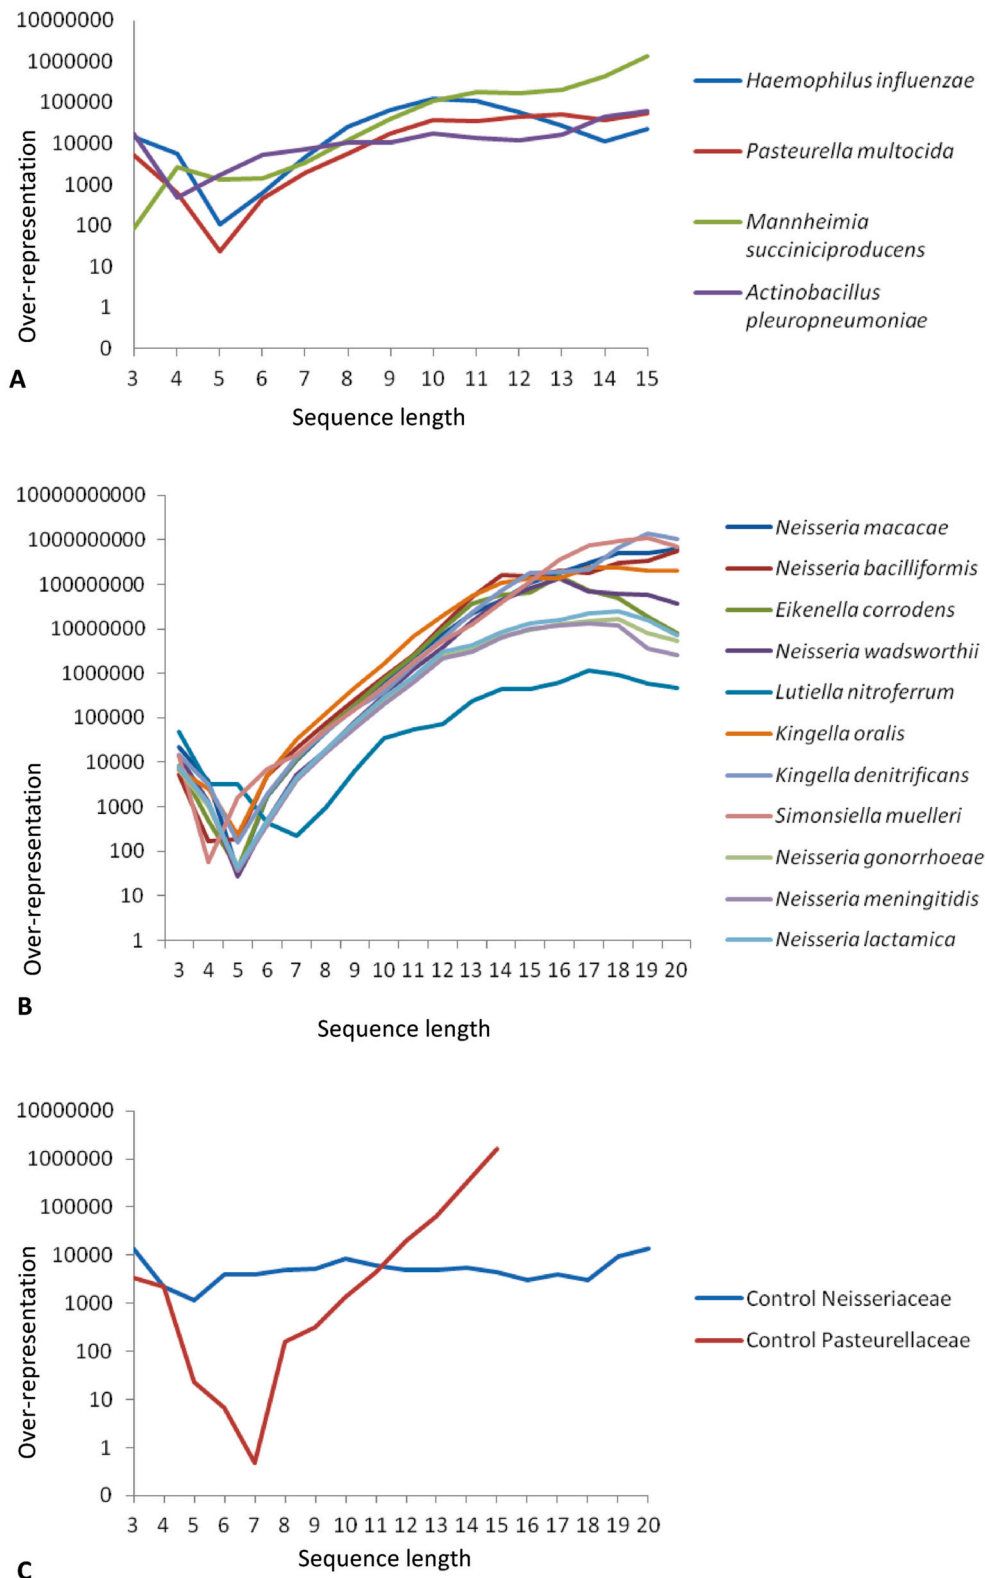 10000000
1000000
100000
10000
1000
100
10
1
0
Over-representation
3 4 5 6 7 8 9 10 11 12 13 14 15
Sequence length
Haemophilus influenzae
Pasteurella multocida
Mannheimia
succiniciproducens
Actinobacillus
pleuropneumoniae
A
10000000000
1000000000
100000000
10000000
1000000
100000
10000
1000
100
10
1
Over-representation
3 4 5 6 7 8 9 10 11 12 13 14 15 16 17 18 19 20
Sequence length
Neisseria macacae
Neisseria bacilliformis
Eikenella corrodens
Neisseria wadsworthii
Lutiella nitroferrum
Kingella oralis
Kingella denitrificans
Simonsiella muelleri
Neisseria gonorrhoeae
Neisseria meningitidis
Neisseria lactamica
B
10000000
1000000
100000
10000
1000
100
10
1
0
Over-representation
3 4 5 6 7 8 9 10 11 12 13 14 15 16 17 18 19 20
Sequence length
Control Neisseriaceae
Control Pasteurellaceae
C